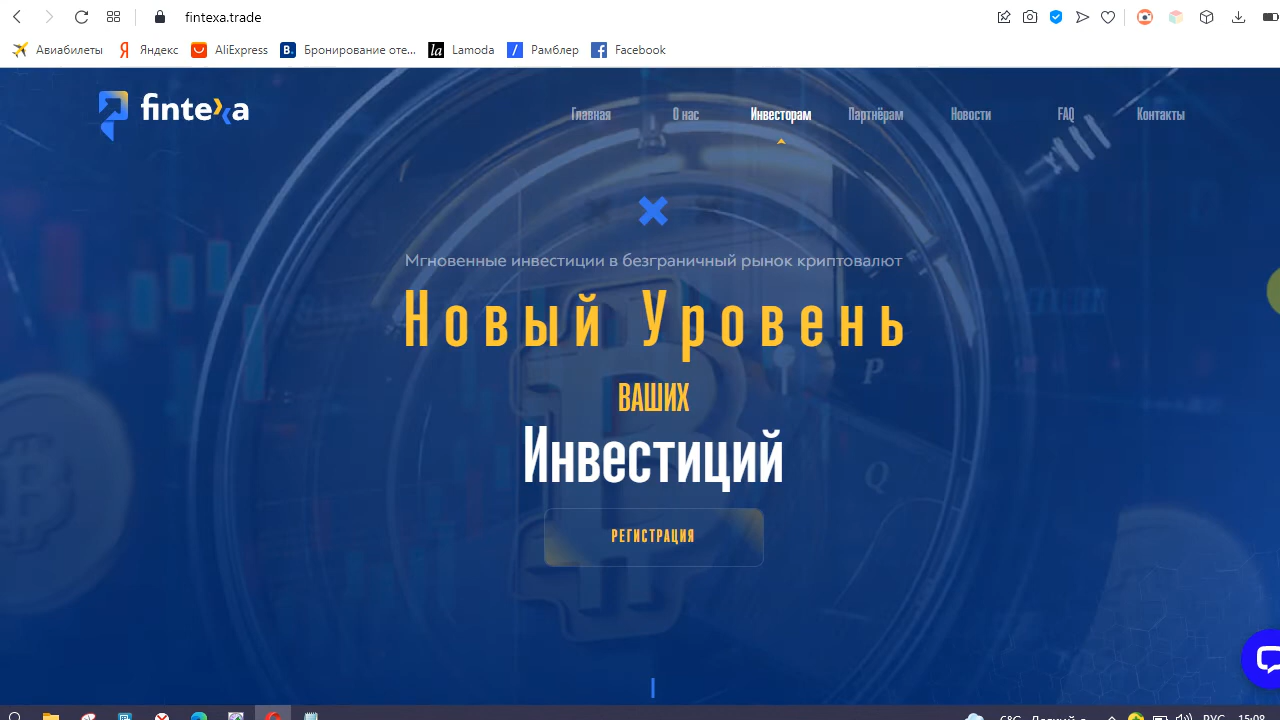 fintexa.trade
Авиабилеты Яндекс AliExpress Бронирование оте... Lamoda Рамблер Facebook
fintexa Главная О нас Инвесторам Партнёрам Новости FAQ Контакты
Мгновенные инвестиции в безграничный рынок криптовалют
Новый Уровень
ВАШИХ
Инвестиций
РЕГИСТРАЦИЯ
P
Q